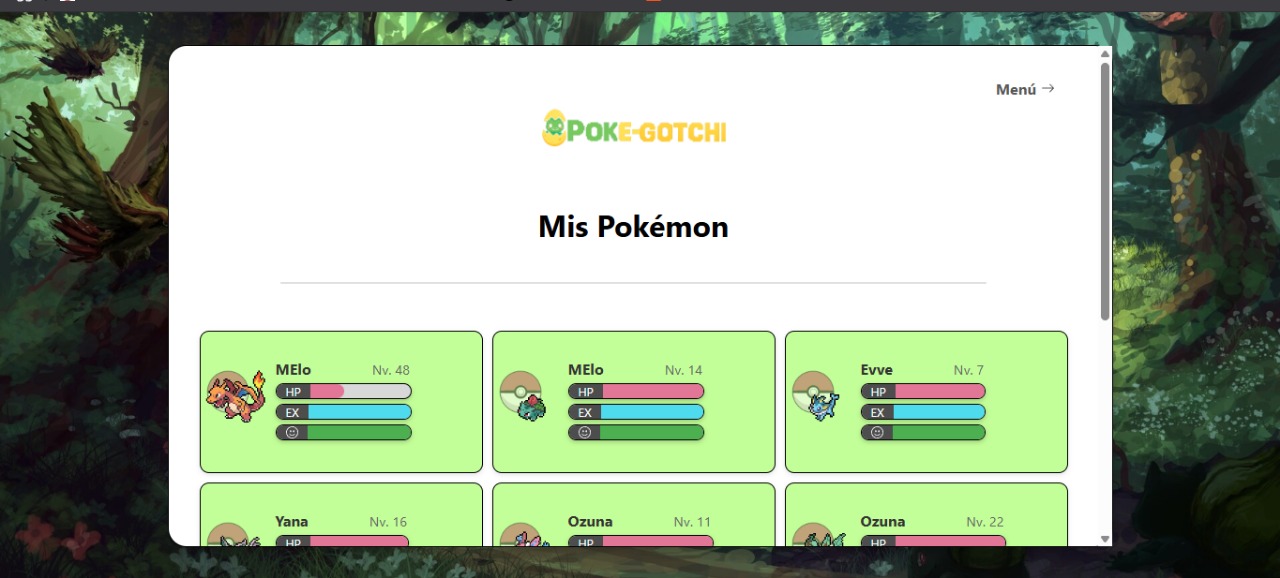 Menú →
POKE-GOTCHI
Mis Pokémon
MElo Nv. 48
HP
EX
MElo Nv. 14
HP
EX
Evve Nv. 7
HP
EX
Yana Nv. 16
HP
Ozuna Nv. 11
HP
Ozuna Nv. 22
HP